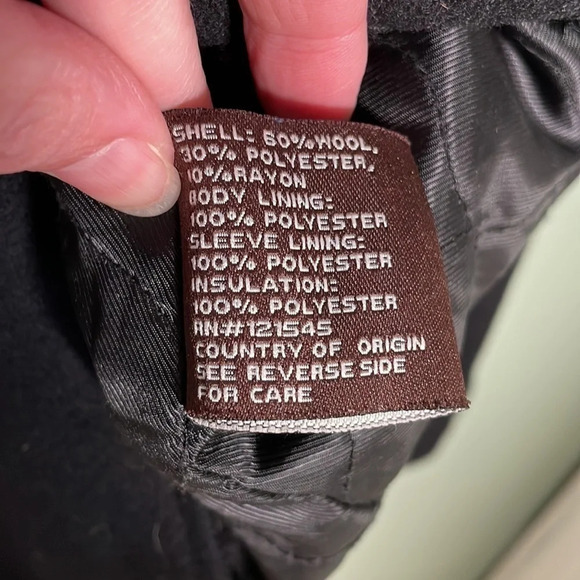 SHELL: 60% WOOL,
30% POLYESTER,
10% RAYON
BODY LINING:
100% POLYESTER
SLEEVE LINING:
100% POLYESTER
INSULATION:
100% POLYESTER
RN# 121545
COUNTRY OF ORIGIN
SEE REVERSE SIDE
FOR CARE